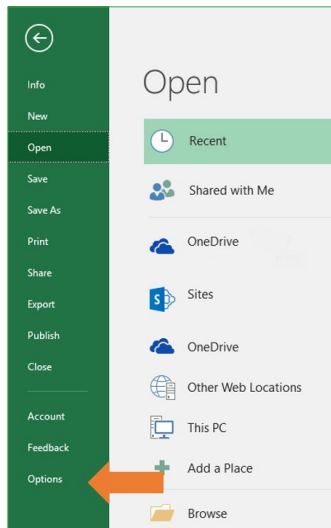 Info
New
Open
Save
Save As
Print
Share
Export
Publish
Close
Account
Feedback
Options
Open
Recent
Shared with Me
OneDrive
Sites
OneDrive
Other Web Locations
This PC
Add a Place
Browse